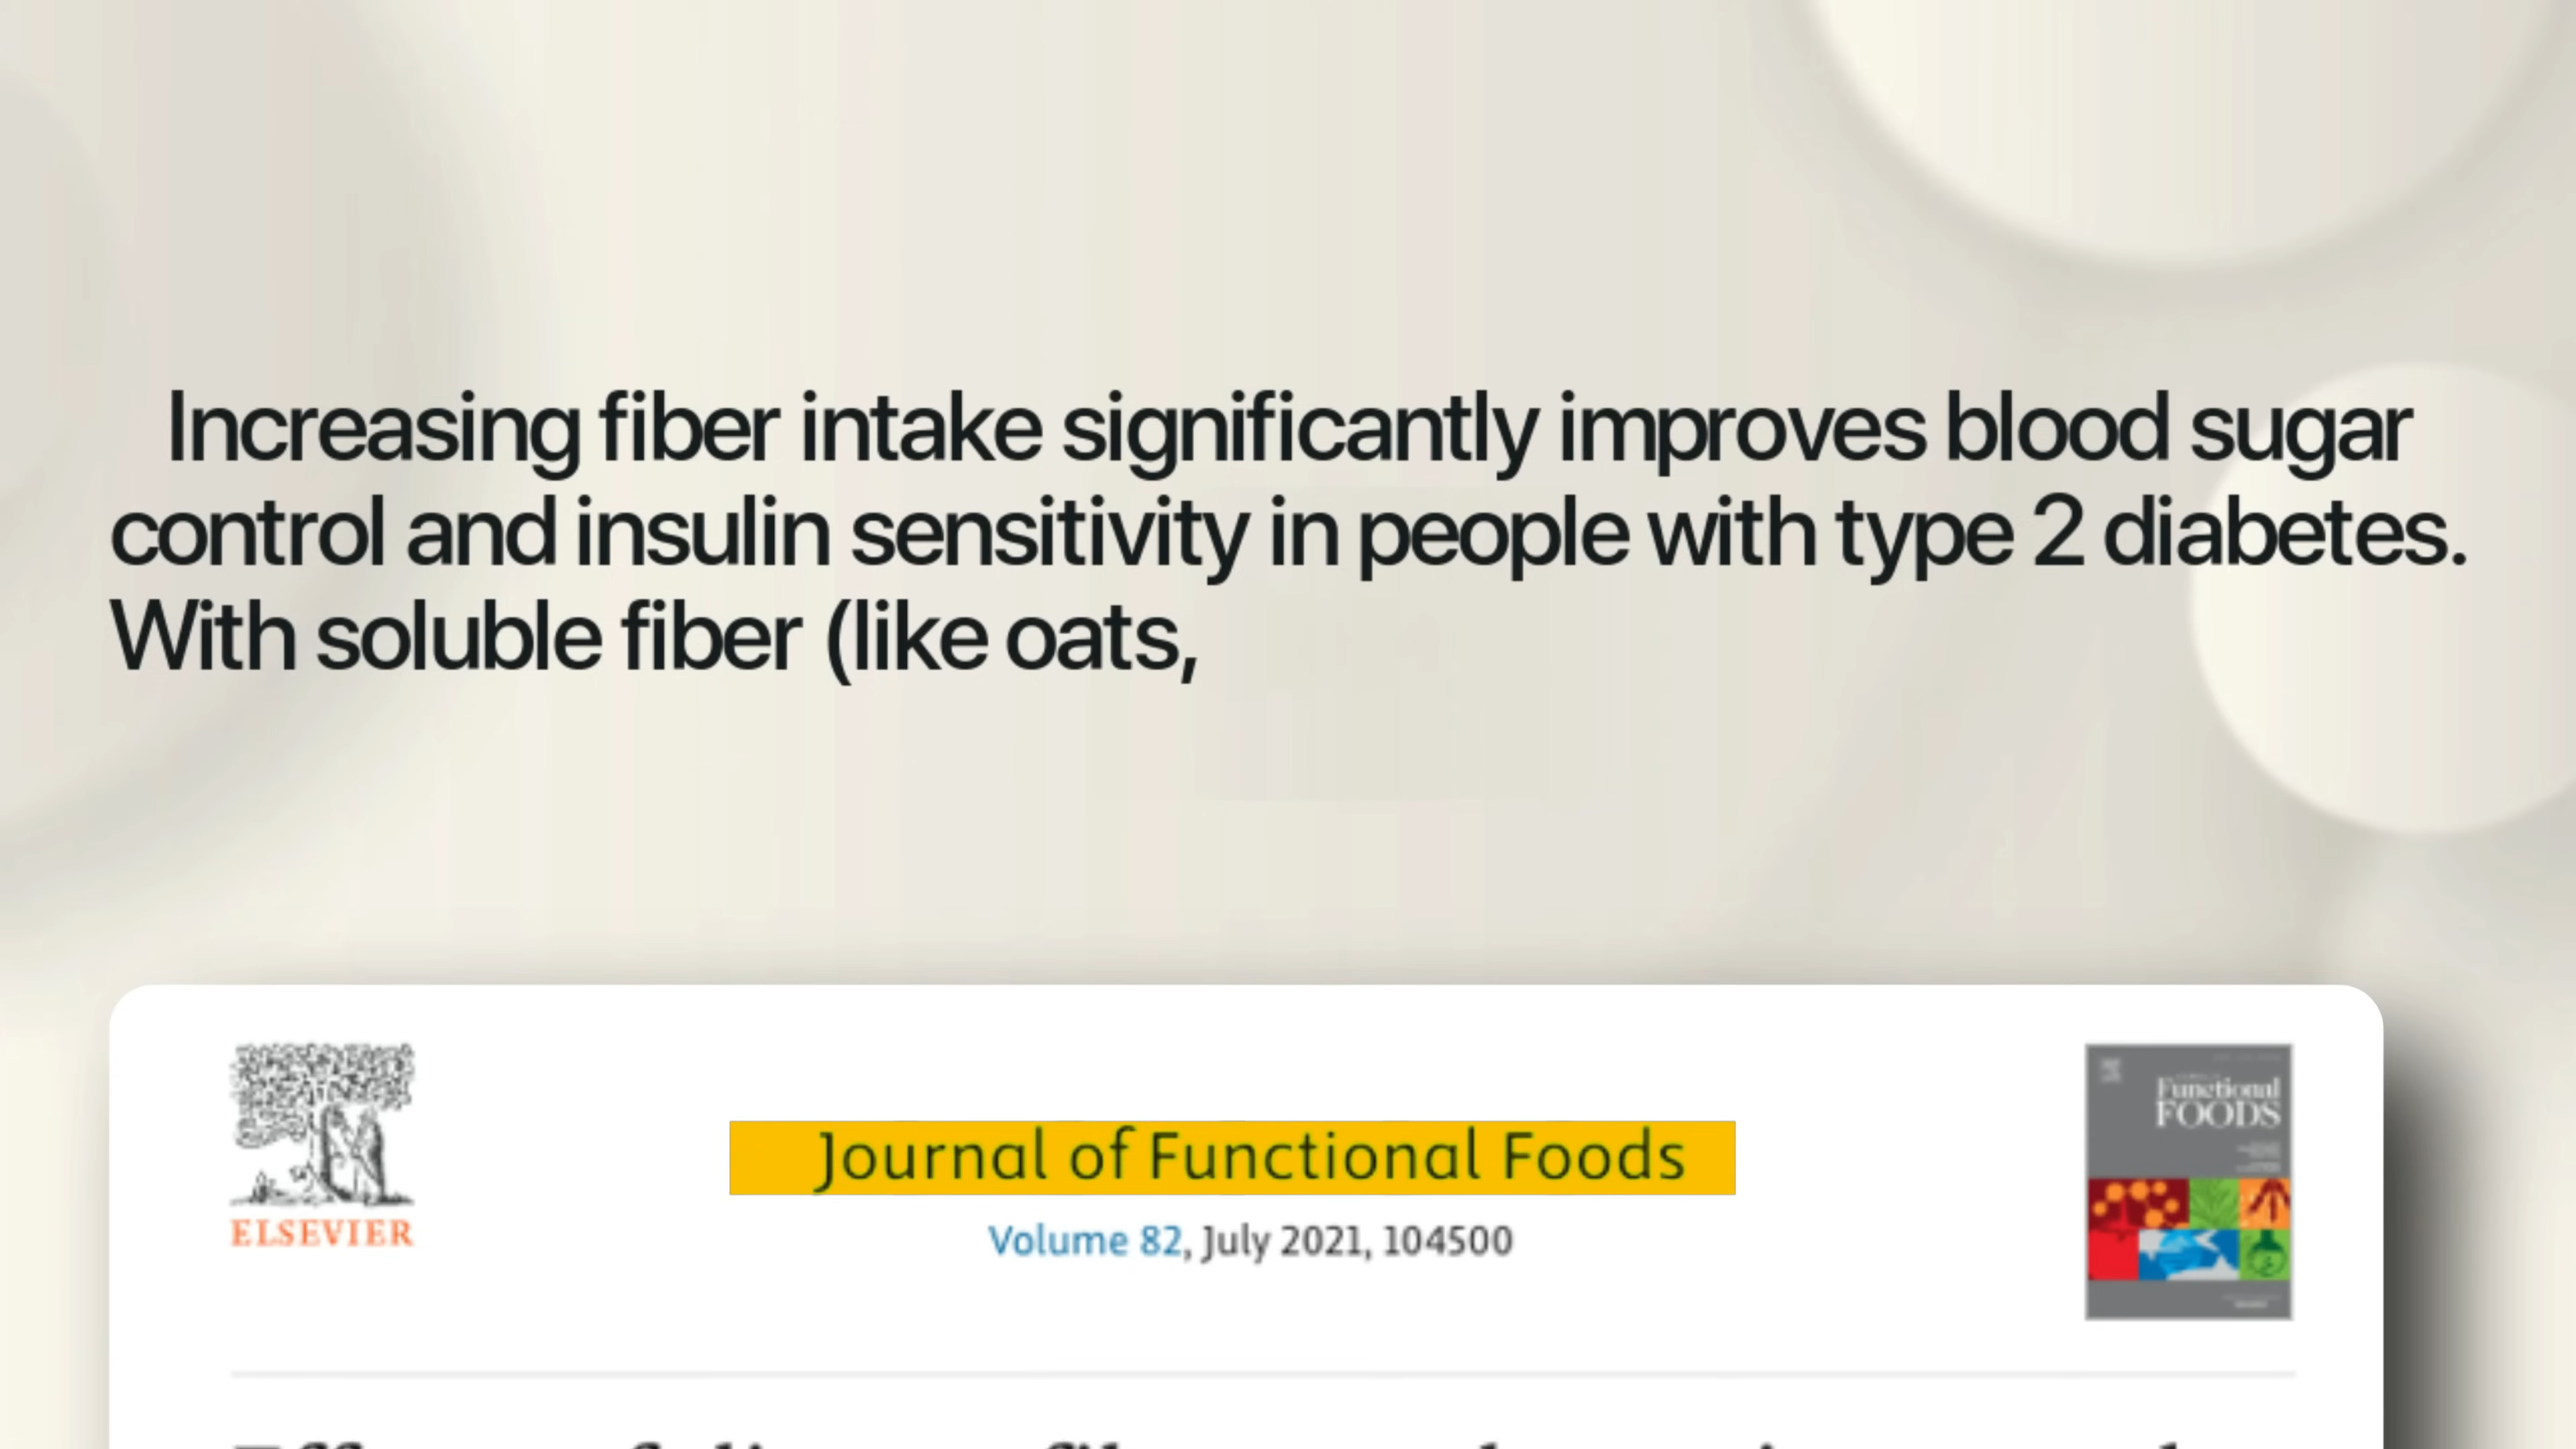 Increasing fiber intake significantly improves blood sugar
control and insulin sensitivity in people with type 2 diabetes.
With soluble fiber (like oats,
Journal of Functional Foods
Functional
FOODS
ELSEVIER
Volume 82, July 2021, 104500